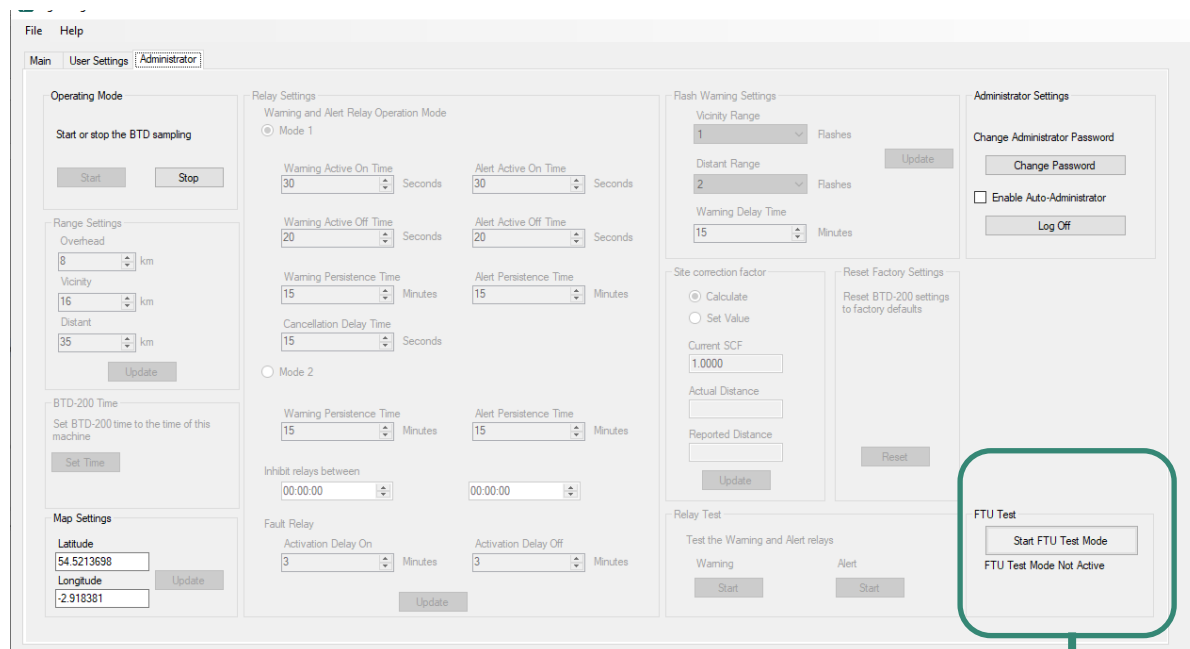 File Help
Main User Settings Administrator
Operating Mode
Start or stop the BTD sampling
Start Stop
Range Settings
Overhead
8 km
Vicinity
16 km
Distant
35 km
Update
BTD-200 Time
Set BTD-200 time to the time of this
machine
Set Time
Map Settings
Latitude
54.5213698
Longitude
Update
-2.918381
Relay Settings
Warning and Alert Relay Operation Mode
Mode 1
Warning Active On Time Alert Active On Time
30 Seconds 30 Seconds
Warning Active Off Time Alert Active Off Time
20 Seconds 20 Seconds
Warning Persistence Time Alert Persistence Time
15 Minutes 15 Minutes
Cancellation Delay Time
15 Seconds
Mode 2
Warning Persistence Time Alert Persistence Time
15 Minutes 15 Minutes
Inhibit relays between
00:00:00 00:00:00
Fault Relay
Activation Delay On Activation Delay Off
3 Minutes 3 Minutes
Update
Flash Warning Settings
Vicinity Range
1 Flashes
Update
Distant Range
2 Flashes
Warning Delay Time
15 Minutes
Site correction factor
Calculate
Set Value
Current SCF
1.0000
Actual Distance
Reported Distance
Update
Reset Factory Settings
Reset BTD-200 settings
to factory defaults
Reset
Relay Test
Test the Warning and Alert relays
Warning Alert
Start Start
Administrator Settings
Change Administrator Password
Change Password
Enable Auto-Administrator
Log Off
FTU Test
Start FTU Test Mode
FTU Test Mode Not Active